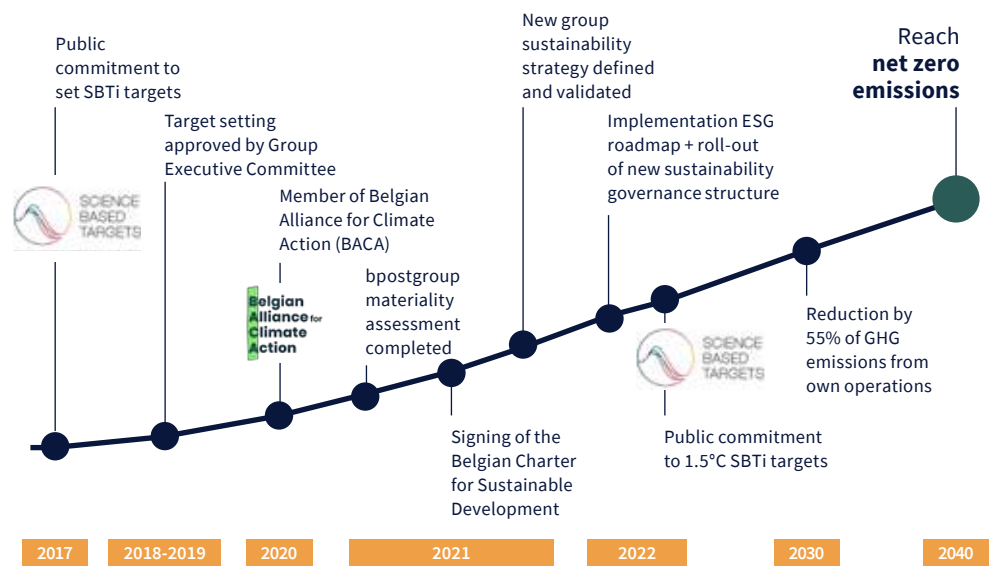 Public
commitment to
set SBTi targets
SCIENCE
BASED
TARGETS
Target setting
approved by Group
Executive Committee
Member of Belgian
Alliance for Climate
Action (BACA)
Belgian
Alliance for
Climate
Action
bpostgroup
materiality
assessment
completed
Signing of the
Belgian Charter
for Sustainable
Development
New group
sustainability
strategy defined
and validated
Implementation ESG
roadmap + roll-out
of new sustainability
governance structure
SCIENCE
BASED
TARGETS
Public commitment
to 1.5°C SBTi targets
Reduction by
55% of GHG
emissions from
own operations
Reach
net zero
emissions
2017
2018-2019
2020
2021
2022
2030
2040